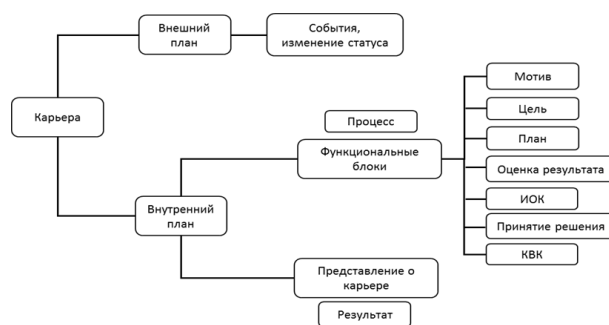 Карьера
Внешний
план
События,
изменение статуса
Внутренний
план
Процесс
Функциональные
блоки
Мотив
Цель
План
Оценка результата
ИОК
Принятие решения
КВК
Представление о
карьере
Результат